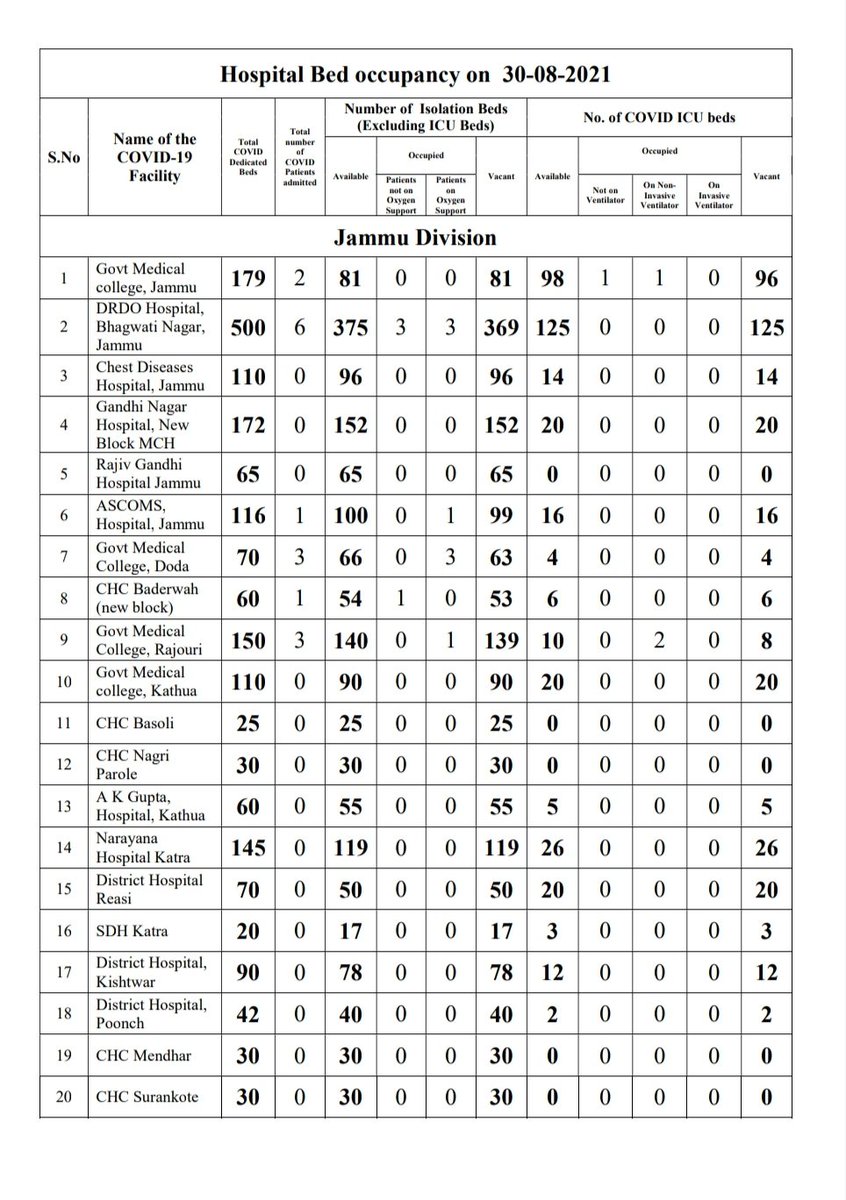 Hospital Bed occupancy on 30-08-2021
S.No
Name of the
COVID-19
Facility
Total
COVID
Dedicated
Beds
Total
number
of
COVID
Patients
admitted
Number of Isolation Beds
(Excluding ICU Beds)
No. of COVID ICU beds
Available
Occupied
Patients
not on
Oxygen
Support
Patients
on
Oxygen
Support
Vacant
Available
Occupied
Not on
Ventilator
On Non-
Invasive
Ventilator
On
Invasive
Ventilator
Vacant
Jammu Division
1 Govt Medical
college, Jammu 179 2 81 0 0 81 98 1 1 0 96
2 DRDO Hospital,
Bhagwati Nagar,
Jammu 500 6 375 3 3 369 125 0 0 0 125
3 Chest Diseases
Hospital, Jammu 110 0 96 0 0 96 14 0 0 0 14
4 Gandhi Nagar
Hospital, New
Block MCH 172 0 152 0 0 152 20 0 0 0 20
5 Rajiv Gandhi
Hospital Jammu 65 0 65 0 0 65 0 0 0 0 0
6 ASCOMS,
Hospital, Jammu 116 1 100 0 1 99 16 0 0 0 16
7 Govt Medical
College, Doda 70 3 66 0 3 63 4 0 0 0 4
8 CHC Baderwah
(new block) 60 1 54 1 0 53 6 0 0 0 6
9 Govt Medical
College, Rajouri 150 3 140 0 1 139 10 0 2 0 8
10 Govt Medical
college, Kathua 110 0 90 0 0 90 20 0 0 0 20
11 CHC Basoli 25 0 25 0 0 25 0 0 0 0 0
12 CHC Nagri
Parole 30 0 30 0 0 30 0 0 0 0 0
13 A K Gupta,
Hospital, Kathua 60 0 55 0 0 55 5 0 0 0 5
14 Narayana
Hospital Katra 145 0 119 0 0 119 26 0 0 0 26
15 District Hospital
Reasi 70 0 50 0 0 50 20 0 0 0 20
16 SDH Katra 20 0 17 0 0 17 3 0 0 0 3
17 District Hospital,
Kishtwar 90 0 78 0 0 78 12 0 0 0 12
18 District Hospital,
Poonch 42 0 40 0 0 40 2 0 0 0 2
19 CHC Mendhar 30 0 30 0 0 30 0 0 0 0 0
20 CHC Surankote 30 0 30 0 0 30 0 0 0 0 0